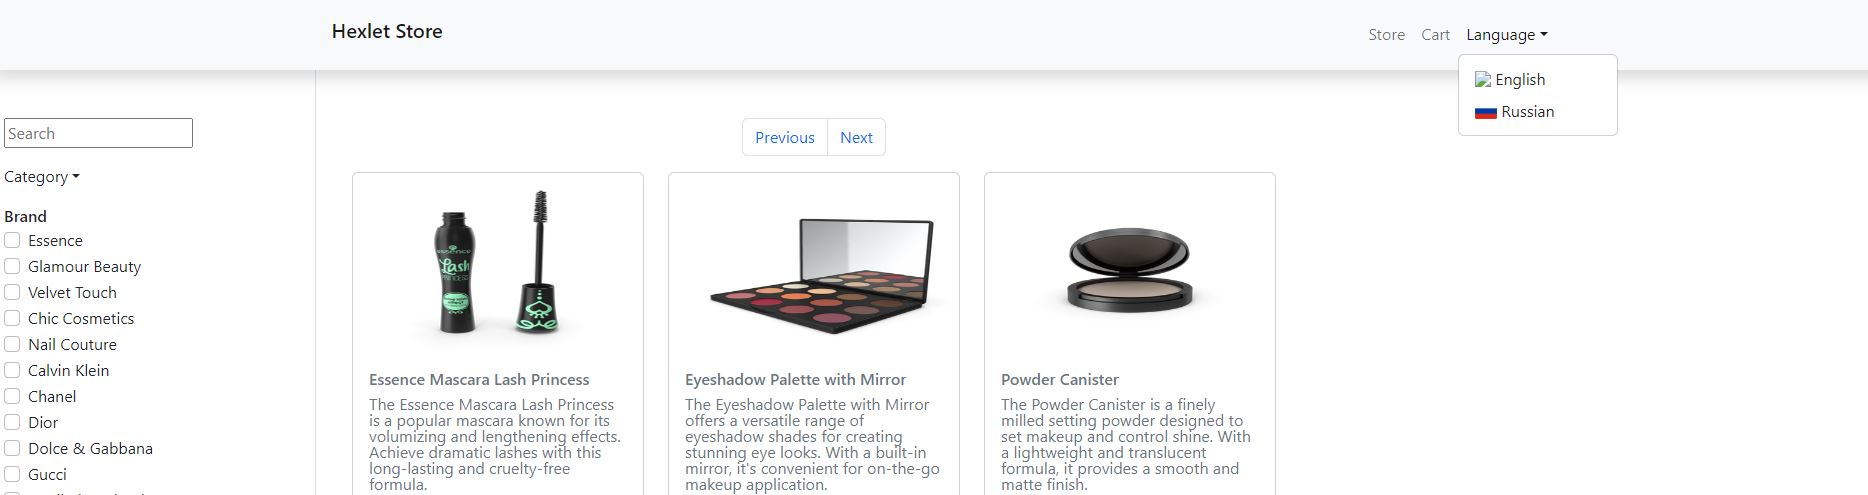 Hexlet Store
Store Cart Language
English
Russian
Search
Category
Brand
Essence
Glamour Beauty
Velvet Touch
Chic Cosmetics
Nail Couture
Calvin Klein
Chanel
Dior
Dolce & Gabbana
Gucci
Previous Next
essence
Lash
PRINCESS
Essence Mascara Lash Princess
The Essence Mascara Lash Princess
is a popular mascara known for its
volumizing and lengthening effects.
Achieve dramatic lashes with this
long-lasting and cruelty-free
formula.
Eyeshadow Palette with Mirror
The Eyeshadow Palette with Mirror
offers a versatile range of
eyeshadow shades for creating
stunning eye looks. With a built-in
mirror, it's convenient for on-the-go
makeup application.
Powder Canister
The Powder Canister is a finely
milled setting powder designed to
set makeup and control shine. With
a lightweight and translucent
formula, it provides a smooth and
matte finish.